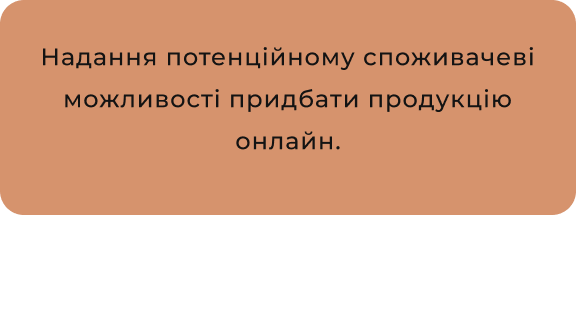 Надання потенційному споживачеві
можливості придбати продукцію
онлайн.